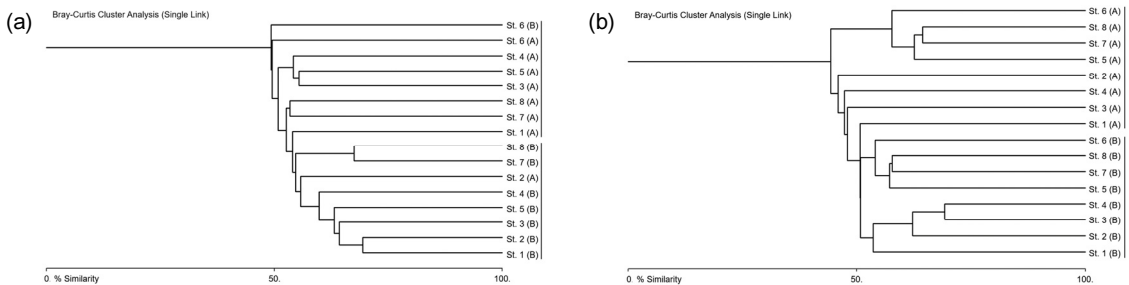 (a)
Bray-Curtis Cluster Analysis (Single Link)
St. 6 (B)
St. 6 (A)
St. 4 (A)
St. 5 (A)
St. 3 (A)
St. 8 (A)
St. 7 (A)
St. 1 (A)
St. 8 (B)
St. 7 (B)
St. 2 (A)
St. 4 (B)
St. 5 (B)
St. 3 (B)
St. 2 (B)
St. 1 (B)
0. % Similarity 50. 100.
(b)
Bray-Curtis Cluster Analysis (Single Link)
St. 6 (A)
St. 8 (A)
St. 7 (A)
St. 5 (A)
St. 2 (A)
St. 4 (A)
St. 3 (A)
St. 1 (A)
St. 6 (B)
St. 8 (B)
St. 7 (B)
St. 5 (B)
St. 4 (B)
St. 3 (B)
St. 2 (B)
St. 1 (B)
0. % Similarity 50. 100.